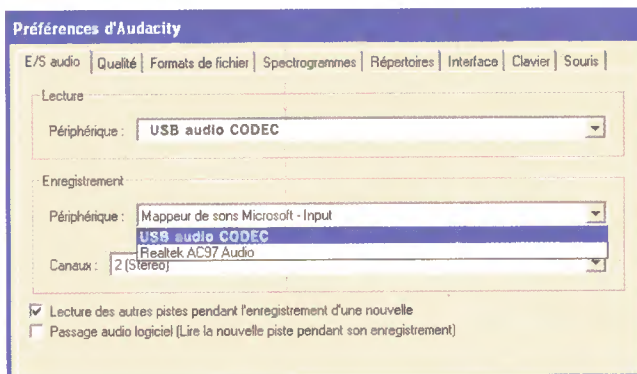 Préférences d'Audacity
E/S audio | Qualité | Formats de fichier | Spectrogrammes | Répertoires | Interface | Clavier | Souris |
Lecture
Périphérique : USB audio CODEC
Enregistrement
Périphérique : Mappeur de sons Microsoft - Input
USB audio CODEC
Realtek AC97 Audio
Canaux : 2 (Stereo)
Lecture des autres pistes pendant l'enregistrement d'une nouvelle
Passage audio logiciel (Lire la nouvelle piste pendant son enregistrement)